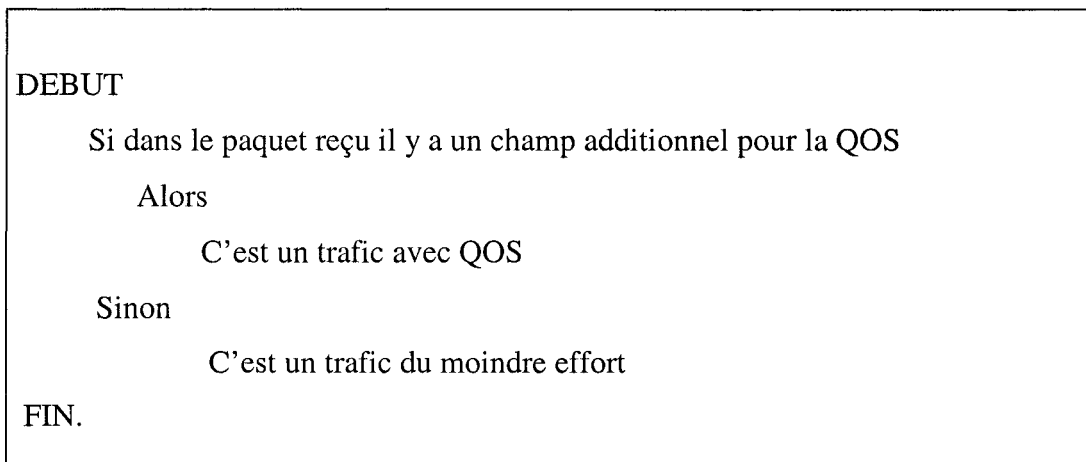 DEBUT
Si dans le paquet reçu il y a un champ additionnel pour la QOS
Alors
C'est un trafic avec QOS
Sinon
C'est un trafic du moindre effort
FIN.